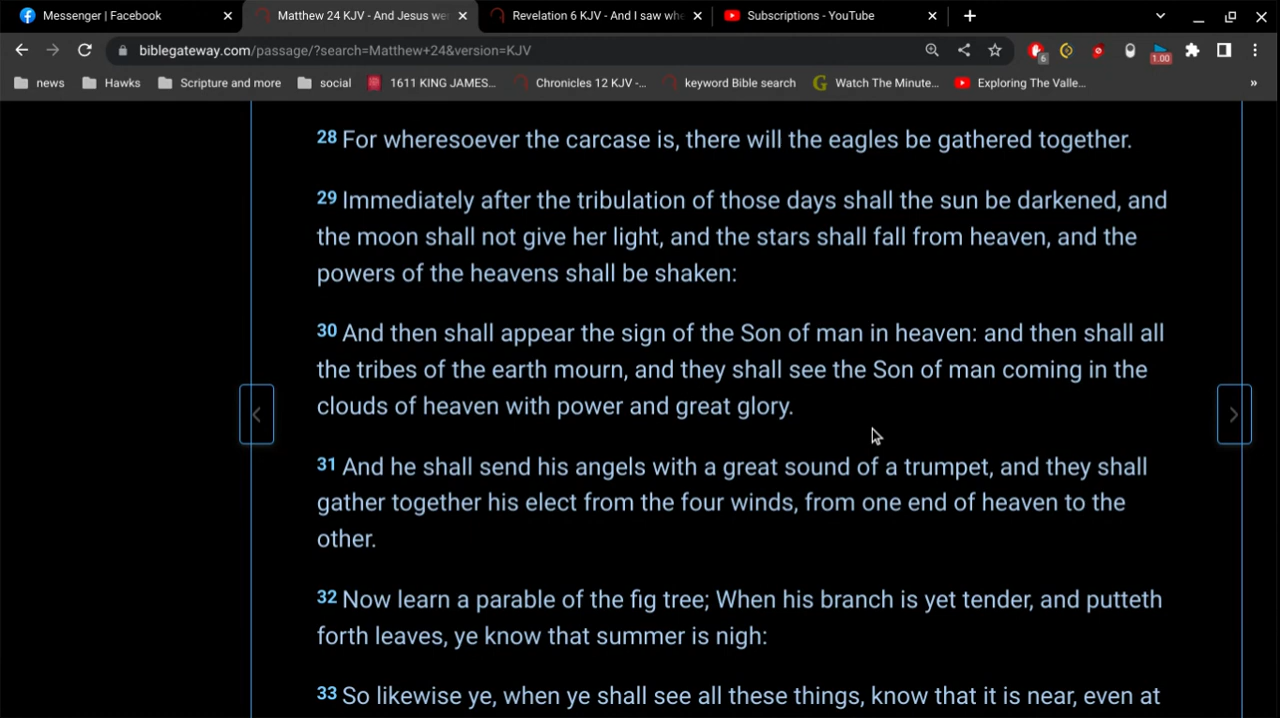 Messenger | Facebook
Matthew 24 KJV - And Jesus we
Revelation 6 KJV - And I saw whe
Subscriptions - YouTube
biblegateway.com/passage/?search=Matthew+24&version=KJV
6
1.00
news
Hawks
Scripture and more
social
1611 KING JAMES...
Chronicles 12 KJV -...
keyword Bible search
G
Watch The Minute...
Exploring The Valle...
»
28 For wheresoever the carcase is, there will the eagles be gathered together.
29 Immediately after the tribulation of those days shall the sun be darkened, and
the moon shall not give her light, and the stars shall fall from heaven, and the
powers of the heavens shall be shaken:
30 And then shall appear the sign of the Son of man in heaven: and then shall all
the tribes of the earth mourn, and they shall see the Son of man coming in the
clouds of heaven with power and great glory.
31 And he shall send his angels with a great sound of a trumpet, and they shall
gather together his elect from the four winds, from one end of heaven to the
other.
32 Now learn a parable of the fig tree; When his branch is yet tender, and putteth
forth leaves, ye know that summer is nigh:
33 So likewise ye, when ye shall see all these things, know that it is near, even at